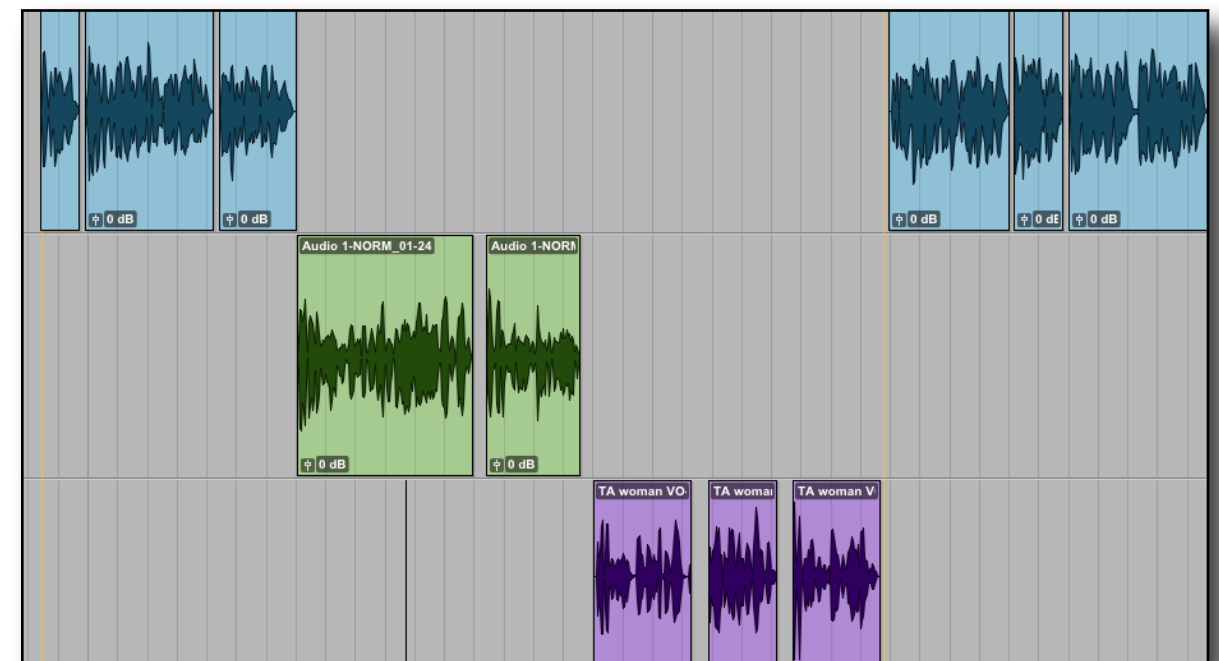 0 dB
0 dB
0 dB
0 dE
0 dB
Audio 1-NORM_01-24
Audio 1-NORM
0 dB
0 dB
TA woman VO-
TA woman
TA woman V